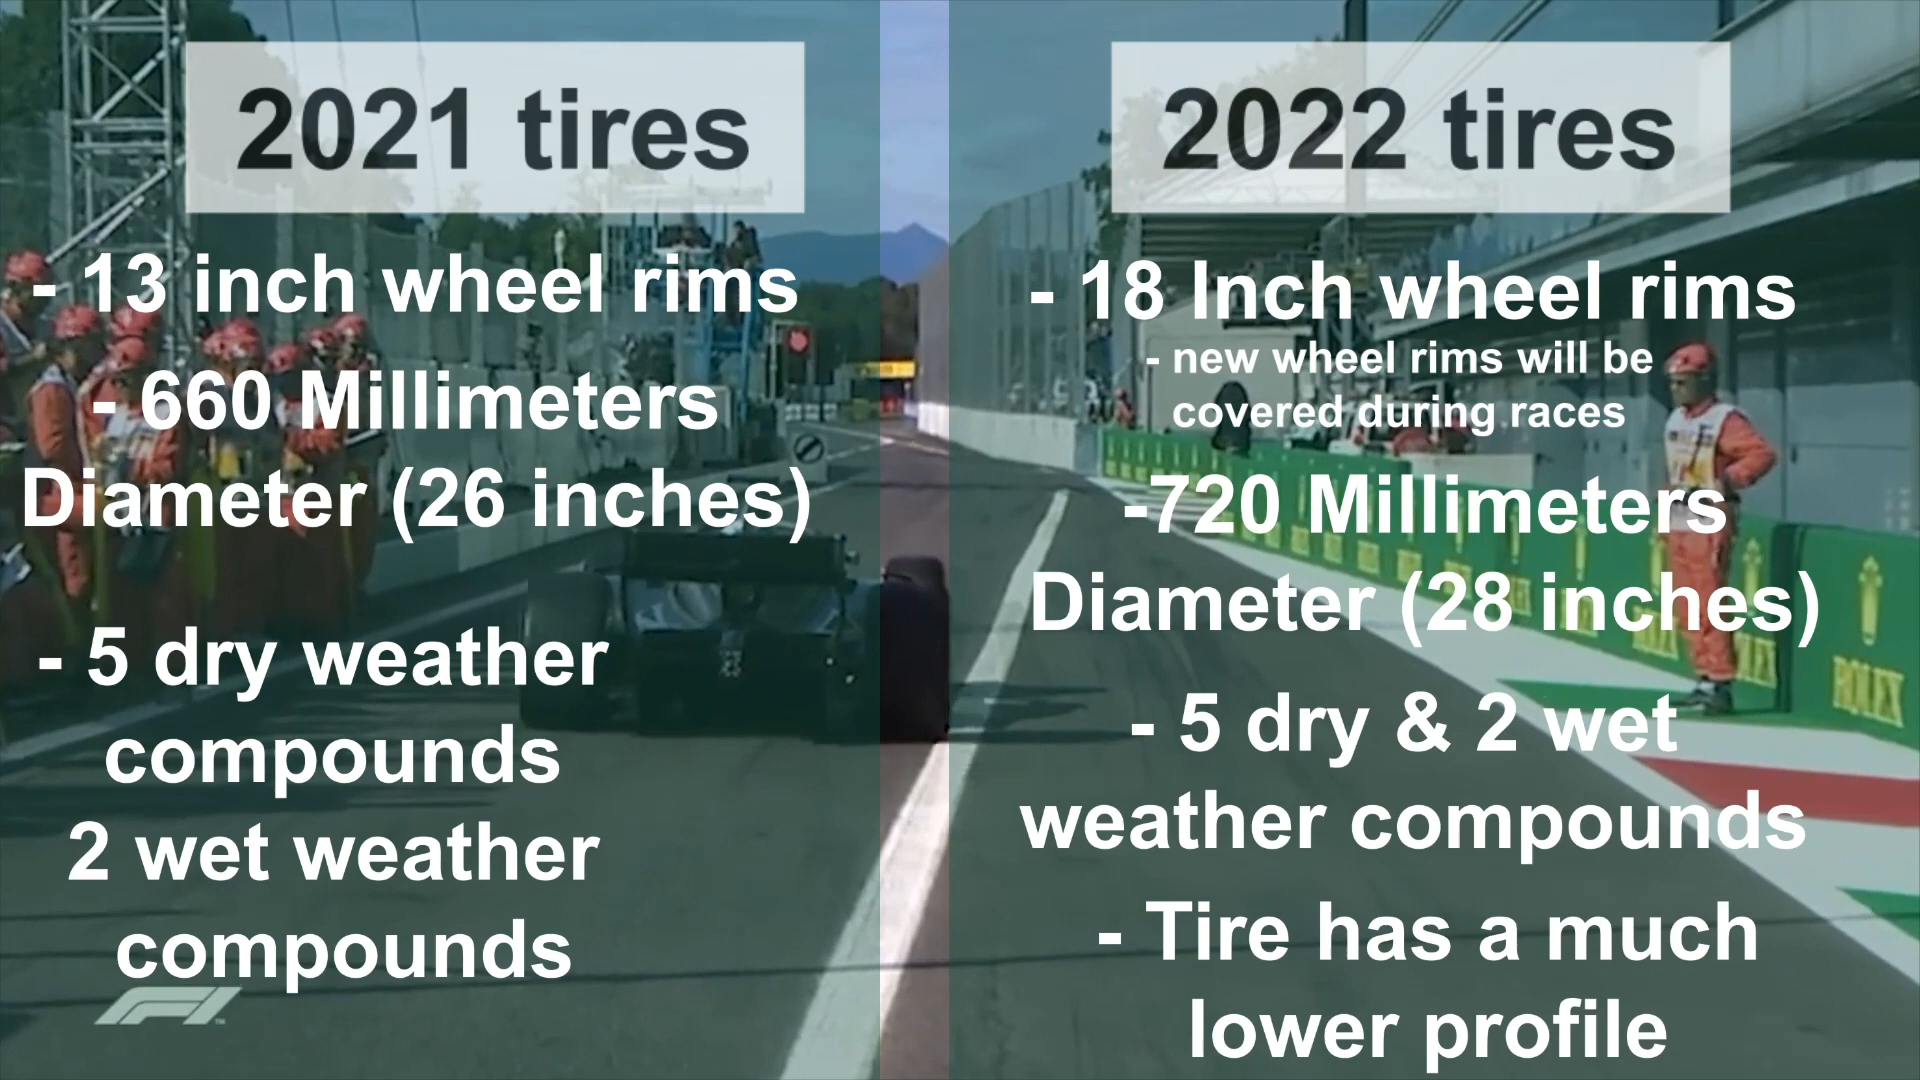 2021 tires
- 13 inch wheel rims
- 660 Millimeters
Diameter (26 inches)
- 5 dry weather
compounds
2 wet weather
compounds
F1
2022 tires
- 18 Inch wheel rims
- new wheel rims will be
covered during races
-720 Millimeters
Diameter (28 inches)
- 5 dry & 2 wet
weather compounds
- Tire has a much
lower profile
ROLEX